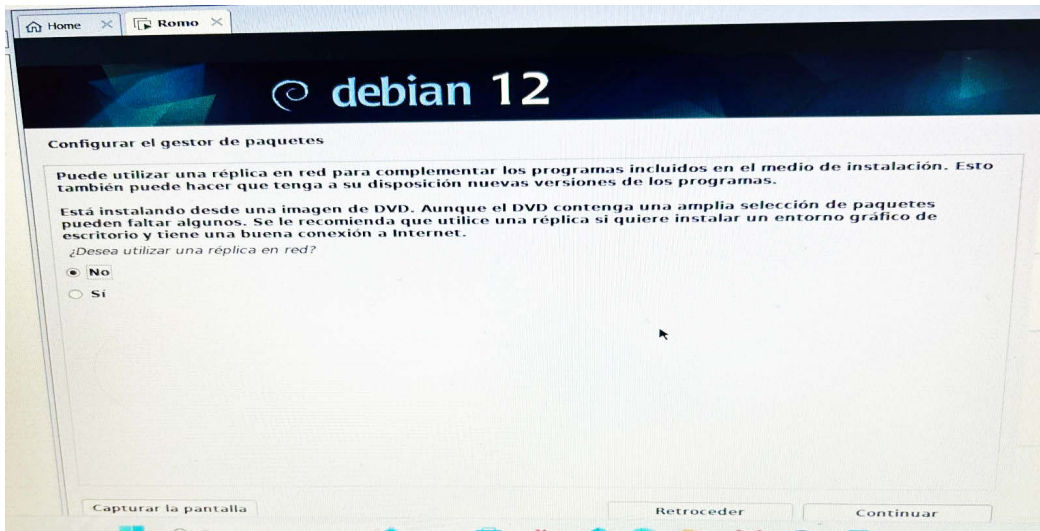 Home
Romo
debian 12
Configurar el gestor de paquetes
Puede utilizar una réplica en red para complementar los programas incluidos en el medio de instalación. Esto
también puede hacer que tenga a su disposición nuevas versiones de los programas.
Está instalando desde una imagen de DVD. Aunque el DVD contenga una amplia selección de paquetes
pueden faltar algunos. Se le recomienda que utilice una réplica si quiere instalar un entorno gráfico de
escritorio y tiene una buena conexión a Internet.
¿Desea utilizar una réplica en red?
No
Sí
Capturar la pantalla
Retroceder
Continuar